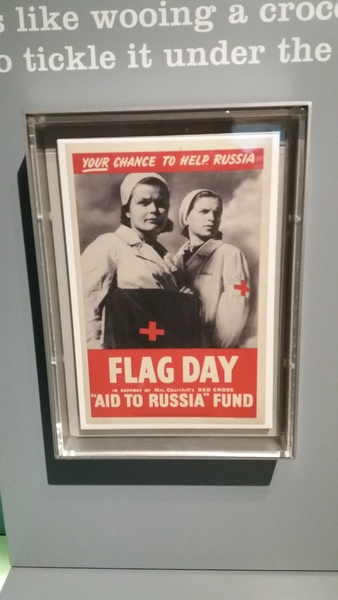 s like wooing a croc
o tickle it under the
YOUR CHANCE TO HELP RUSSIA
FLAG DAY
IN SUPPORT OF Mrs. Churchill's RED CROSS
"AID TO RUSSIA" FUND